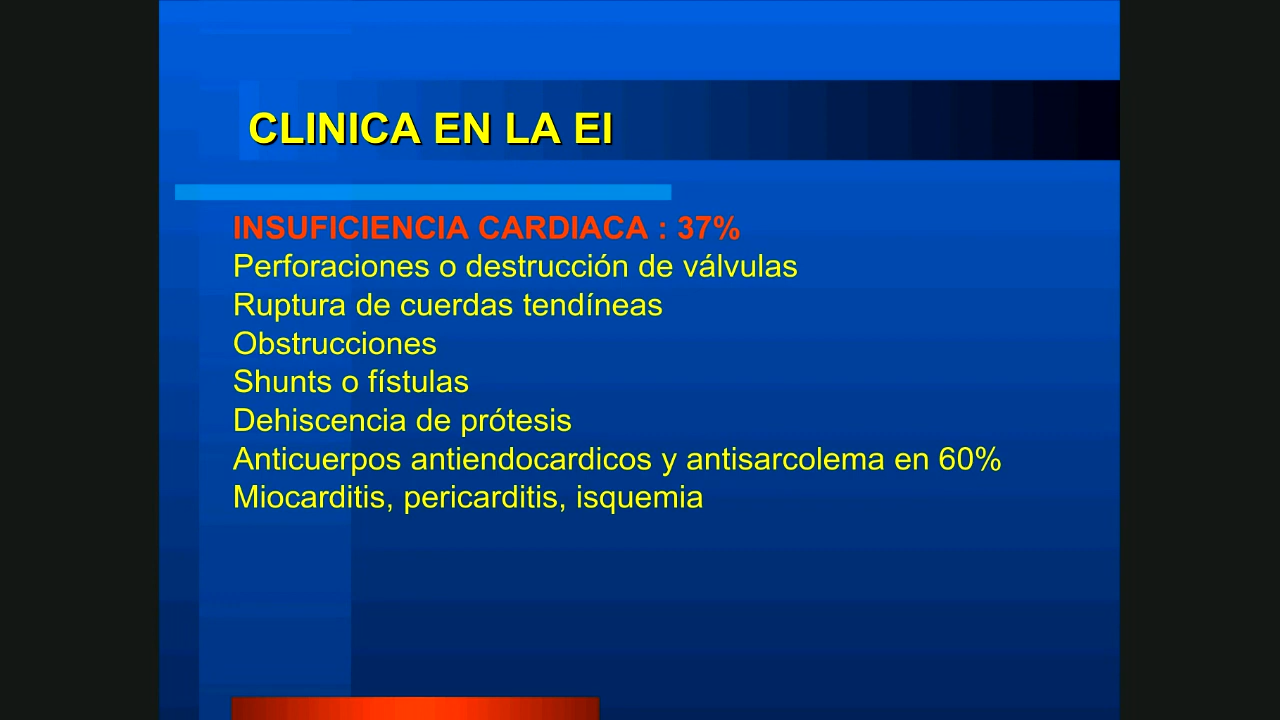 CLINICA EN LA EI
INSUFICIENCIA CARDIACA : 37%
Perforaciones o destrucción de válvulas
Ruptura de cuerdas tendíneas
Obstrucciones
Shunts o fístulas
Dehiscencia de prótesis
Anticuerpos antiendocardicos y antisarcolema en 60%
Miocarditis, pericarditis, isquemia